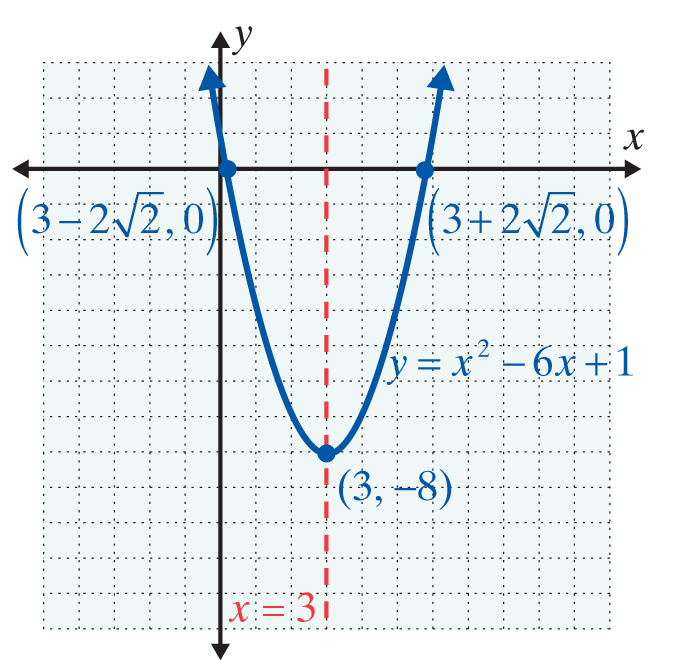 y
x
(3−2√2, 0)
(3+2√2, 0)
y = x² − 6x + 1
(3, −8)
x = 3